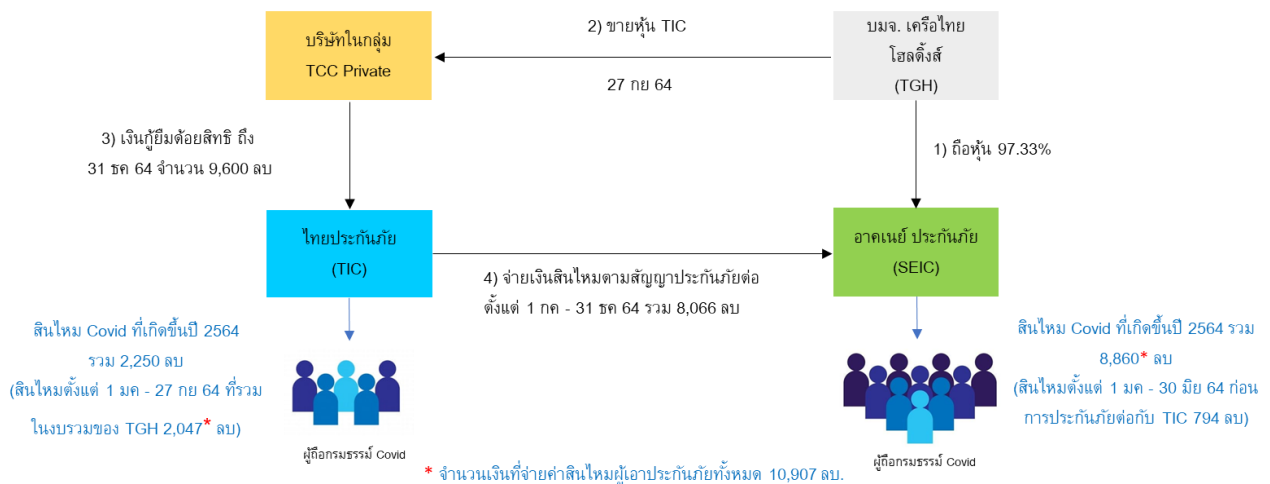 บริษัทในกลุ่ม
TCC Private
2) ขายหุ้น TIC
27 กย 64
บมจ. เครือไทย
โฮลดิ้งส์
(TGH)
3) เงินกู้ยืมด้อยสิทธิ ถึง
31 ธค 64 จำนวน 9,600 ลบ
1) ถือหุ้น 97.33%
ไทยประกันภัย
(TIC)
4) จ่ายเงินสินไหมตามสัญญาประกันภัยต่อ
ตั้งแต่ 1 กค - 31 ธค 64 รวม 8,066 ลบ
อาคเนย์ ประกันภัย
(SEIC)
สินไหม Covid ที่เกิดขึ้นปี 2564
รวม 2,250 ลบ
(สินไหมตั้งแต่ 1 มค - 27 กย 64 ที่รวม
ในงบรวมของ TGH 2,047* ลบ)
ผู้ถือกรมธรรม์ Covid
สินไหม Covid ที่เกิดขึ้นปี 2564 รวม
8,860* ลบ
(สินไหมตั้งแต่ 1 มค - 30 มิย 64 ก่อน
การประกันภัยต่อกับ TIC 794 ลบ)
ผู้ถือกรมธรรม์ Covid
* จำนวนเงินที่จ่ายค่าสินไหมผู้เอาประกันภัยทั้งหมด 10,907 ลบ.